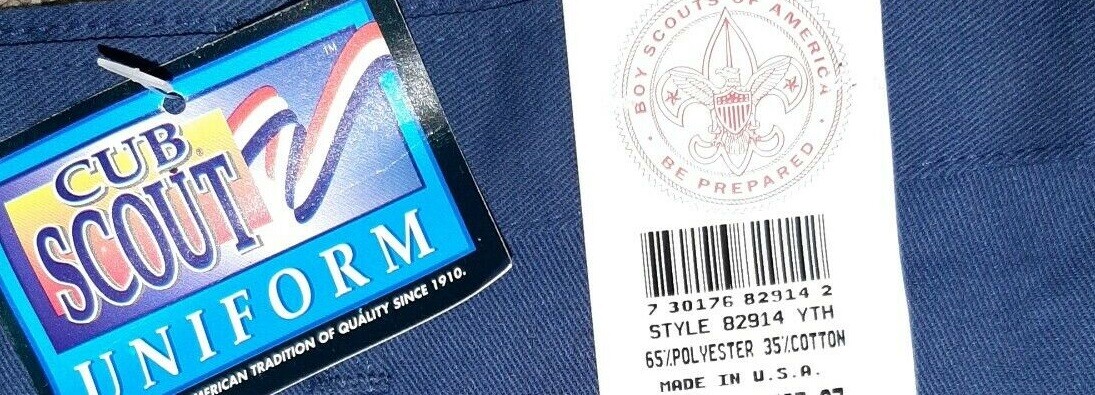 CUB
SCOUT
™
UNIFORM
AMERICAN TRADITION OF QUALITY SINCE 1910.
BOY SCOUTS OF AMERICA
BE PREPARED
7 30176 82914 2
STYLE 82914 YTH
65%POLYESTER 35%COTTON
MADE IN U.S.A.